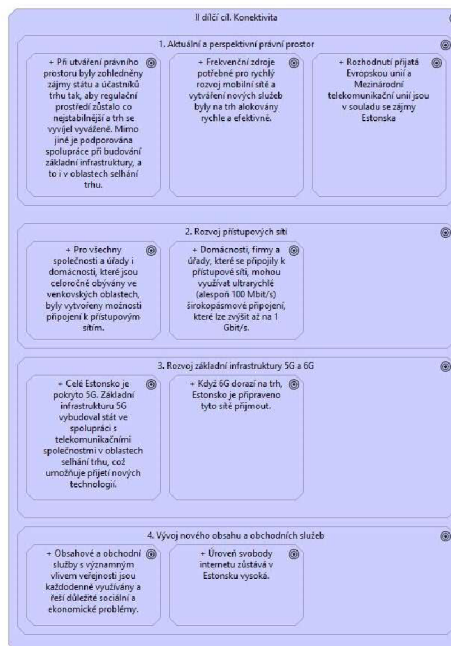 II dílčí cíl. Konektivita
1. Aktuální a perspektivní právní prostor
+ Při utváření právního
prostoru byly zohledněny
zájmy státu a účastníků
trhu tak, aby regulační
prostředí zůstalo co
nejstabilnější a trh se
vyvíjel vyváženě. Mimo
jiné je podporována
spolupráce při budování
základní infrastruktury, a
to i v oblastech selhání
trhu.
+ Frekvenční zdroje
potřebné pro rychlý
rozvoj mobilní sítě a
vytváření nových služeb
byly na trh alokovány
rychle a efektivně.
+ Rozhodnutí přijatá
Evropskou unií a
Mezinárodní
telekomunikační unií jsou
v souladu se zájmy
Estonska
2. Rozvoj přístupových sítí
+ Pro všechny
společnosti a úřady i
domácnosti, které jsou
celoročně obývány ve
venkovských oblastech,
byly vytvořeny možnosti
připojení k přístupovým
sítím.
+ Domácnosti, firmy a
úřady, které se připojily k
přístupové síti, mohou
využívat ultrarychlé
(alespoň 100 Mbit/s)
širokopásmové připojení,
které lze zvýšit až na 1
Gbit/s.
3. Rozvoj základní infrastruktury 5G a 6G
+ Celé Estonsko je
pokryto 5G. Základní
infrastrukturu 5G
vybudoval stát ve
spolupráci s
telekomunikačními
společnostmi v oblastech
selhání trhu, což
umožňuje přijetí nových
technologií.
+ Když 6G dorazí na trh,
Estonsko je připraveno
tyto sítě přijmout.
4. Vývoj nového obsahu a obchodních služeb
+ Obsahové a obchodní
služby s významným
vlivem veřejnosti jsou
každodenně využívány a
řeší důležité sociální a
ekonomické problémy.
+ Úroveň svobody
internetu zůstává v
Estonsku vysoká.